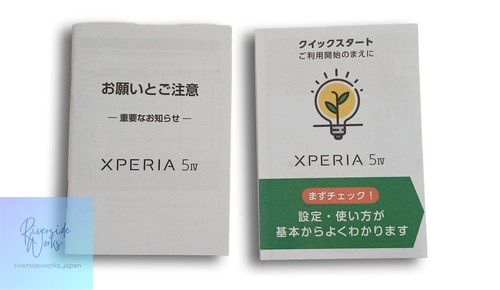 お願いとご注意
― 重要なお知らせ ―
XPERIA 5 IV
クイックスタート
ご利用開始のまえに
XPERIA 5 IV
まずチェック!
設定・使い方が
基本からよくわかります
Riverside
Works
riversideworks_japan